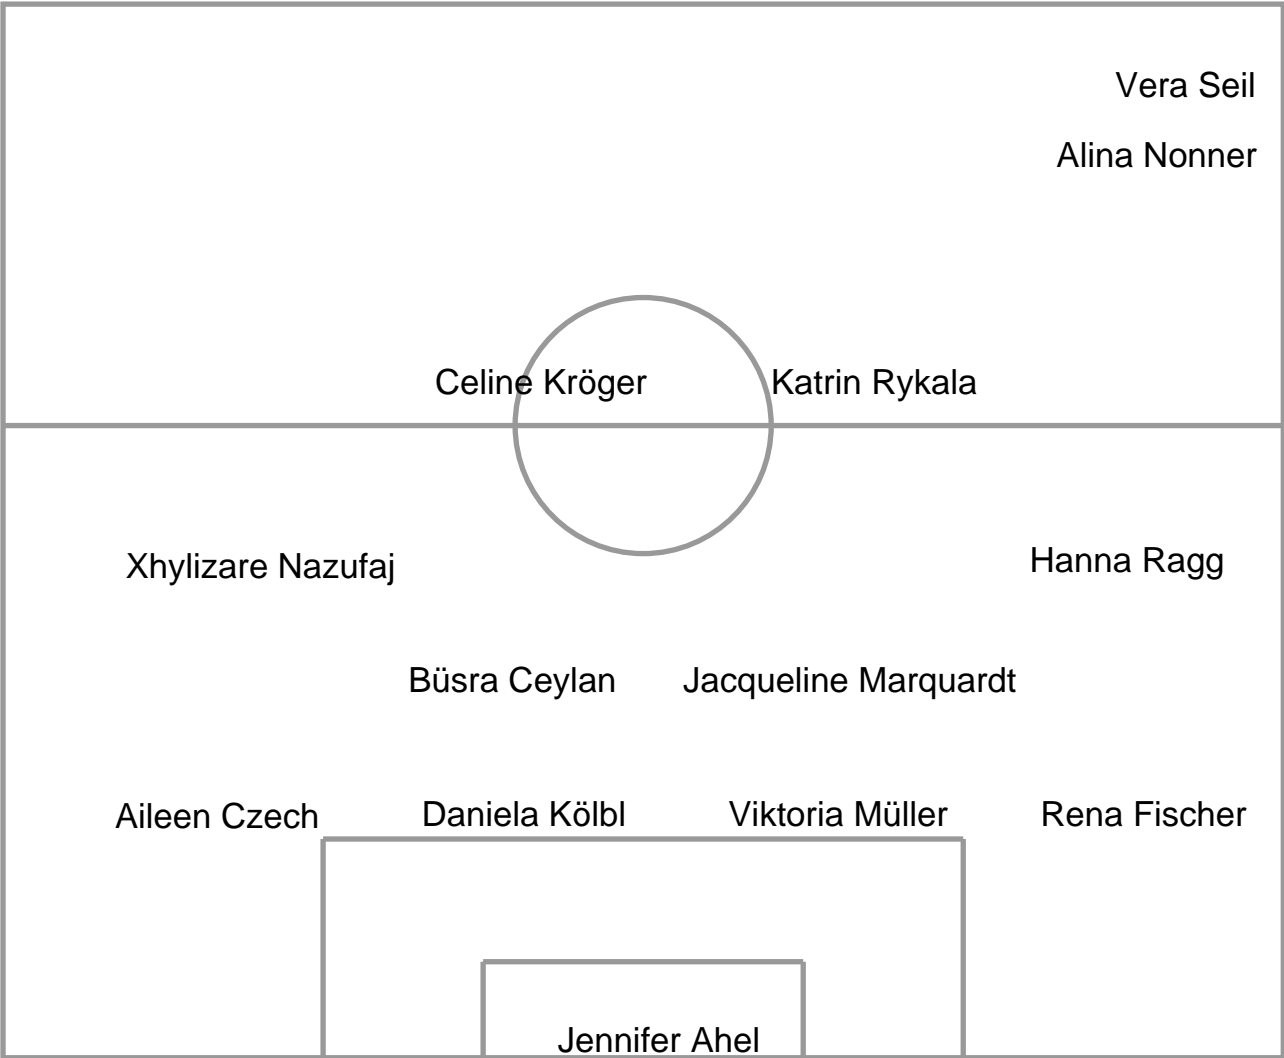 Vera Seil
Alina Nonner
Celine Kröger Katrin Rykala
Xhylizare Nazufaj Hanna Ragg
Büsra Ceylan Jacqueline Marquardt
Aileen Czech Daniela Kölbl Viktoria Müller Rena Fischer
Jennifer Ahel